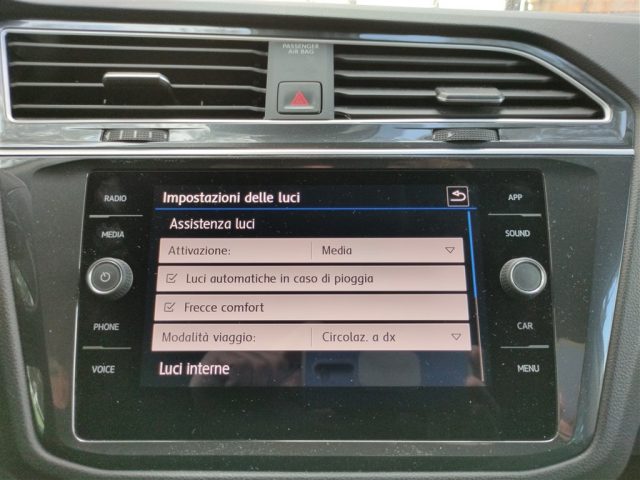 PASSENGER
AIR BAG
RADIO
MEDIA
PHONE
VOICE
Impostazioni delle luci
Assistenza luci
Attivazione: Media
Luci automatiche in caso di pioggia
Frecce comfort
Modalità viaggio: Circolaz. a dx
Luci interne
APP
SOUND
CAR
MENU